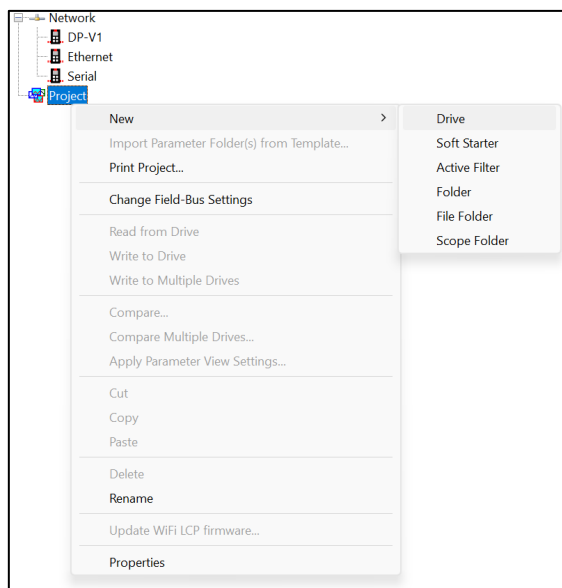 Network
DP-V1
Ethernet
Serial
Project
New
Import Parameter Folder(s) from Template...
Print Project...
Change Field-Bus Settings
Read from Drive
Write to Drive
Write to Multiple Drives
Compare...
Compare Multiple Drives...
Apply Parameter View Settings...
Cut
Copy
Paste
Delete
Rename
Update WiFi LCP firmware...
Properties
Drive
Soft Starter
Active Filter
Folder
File Folder
Scope Folder